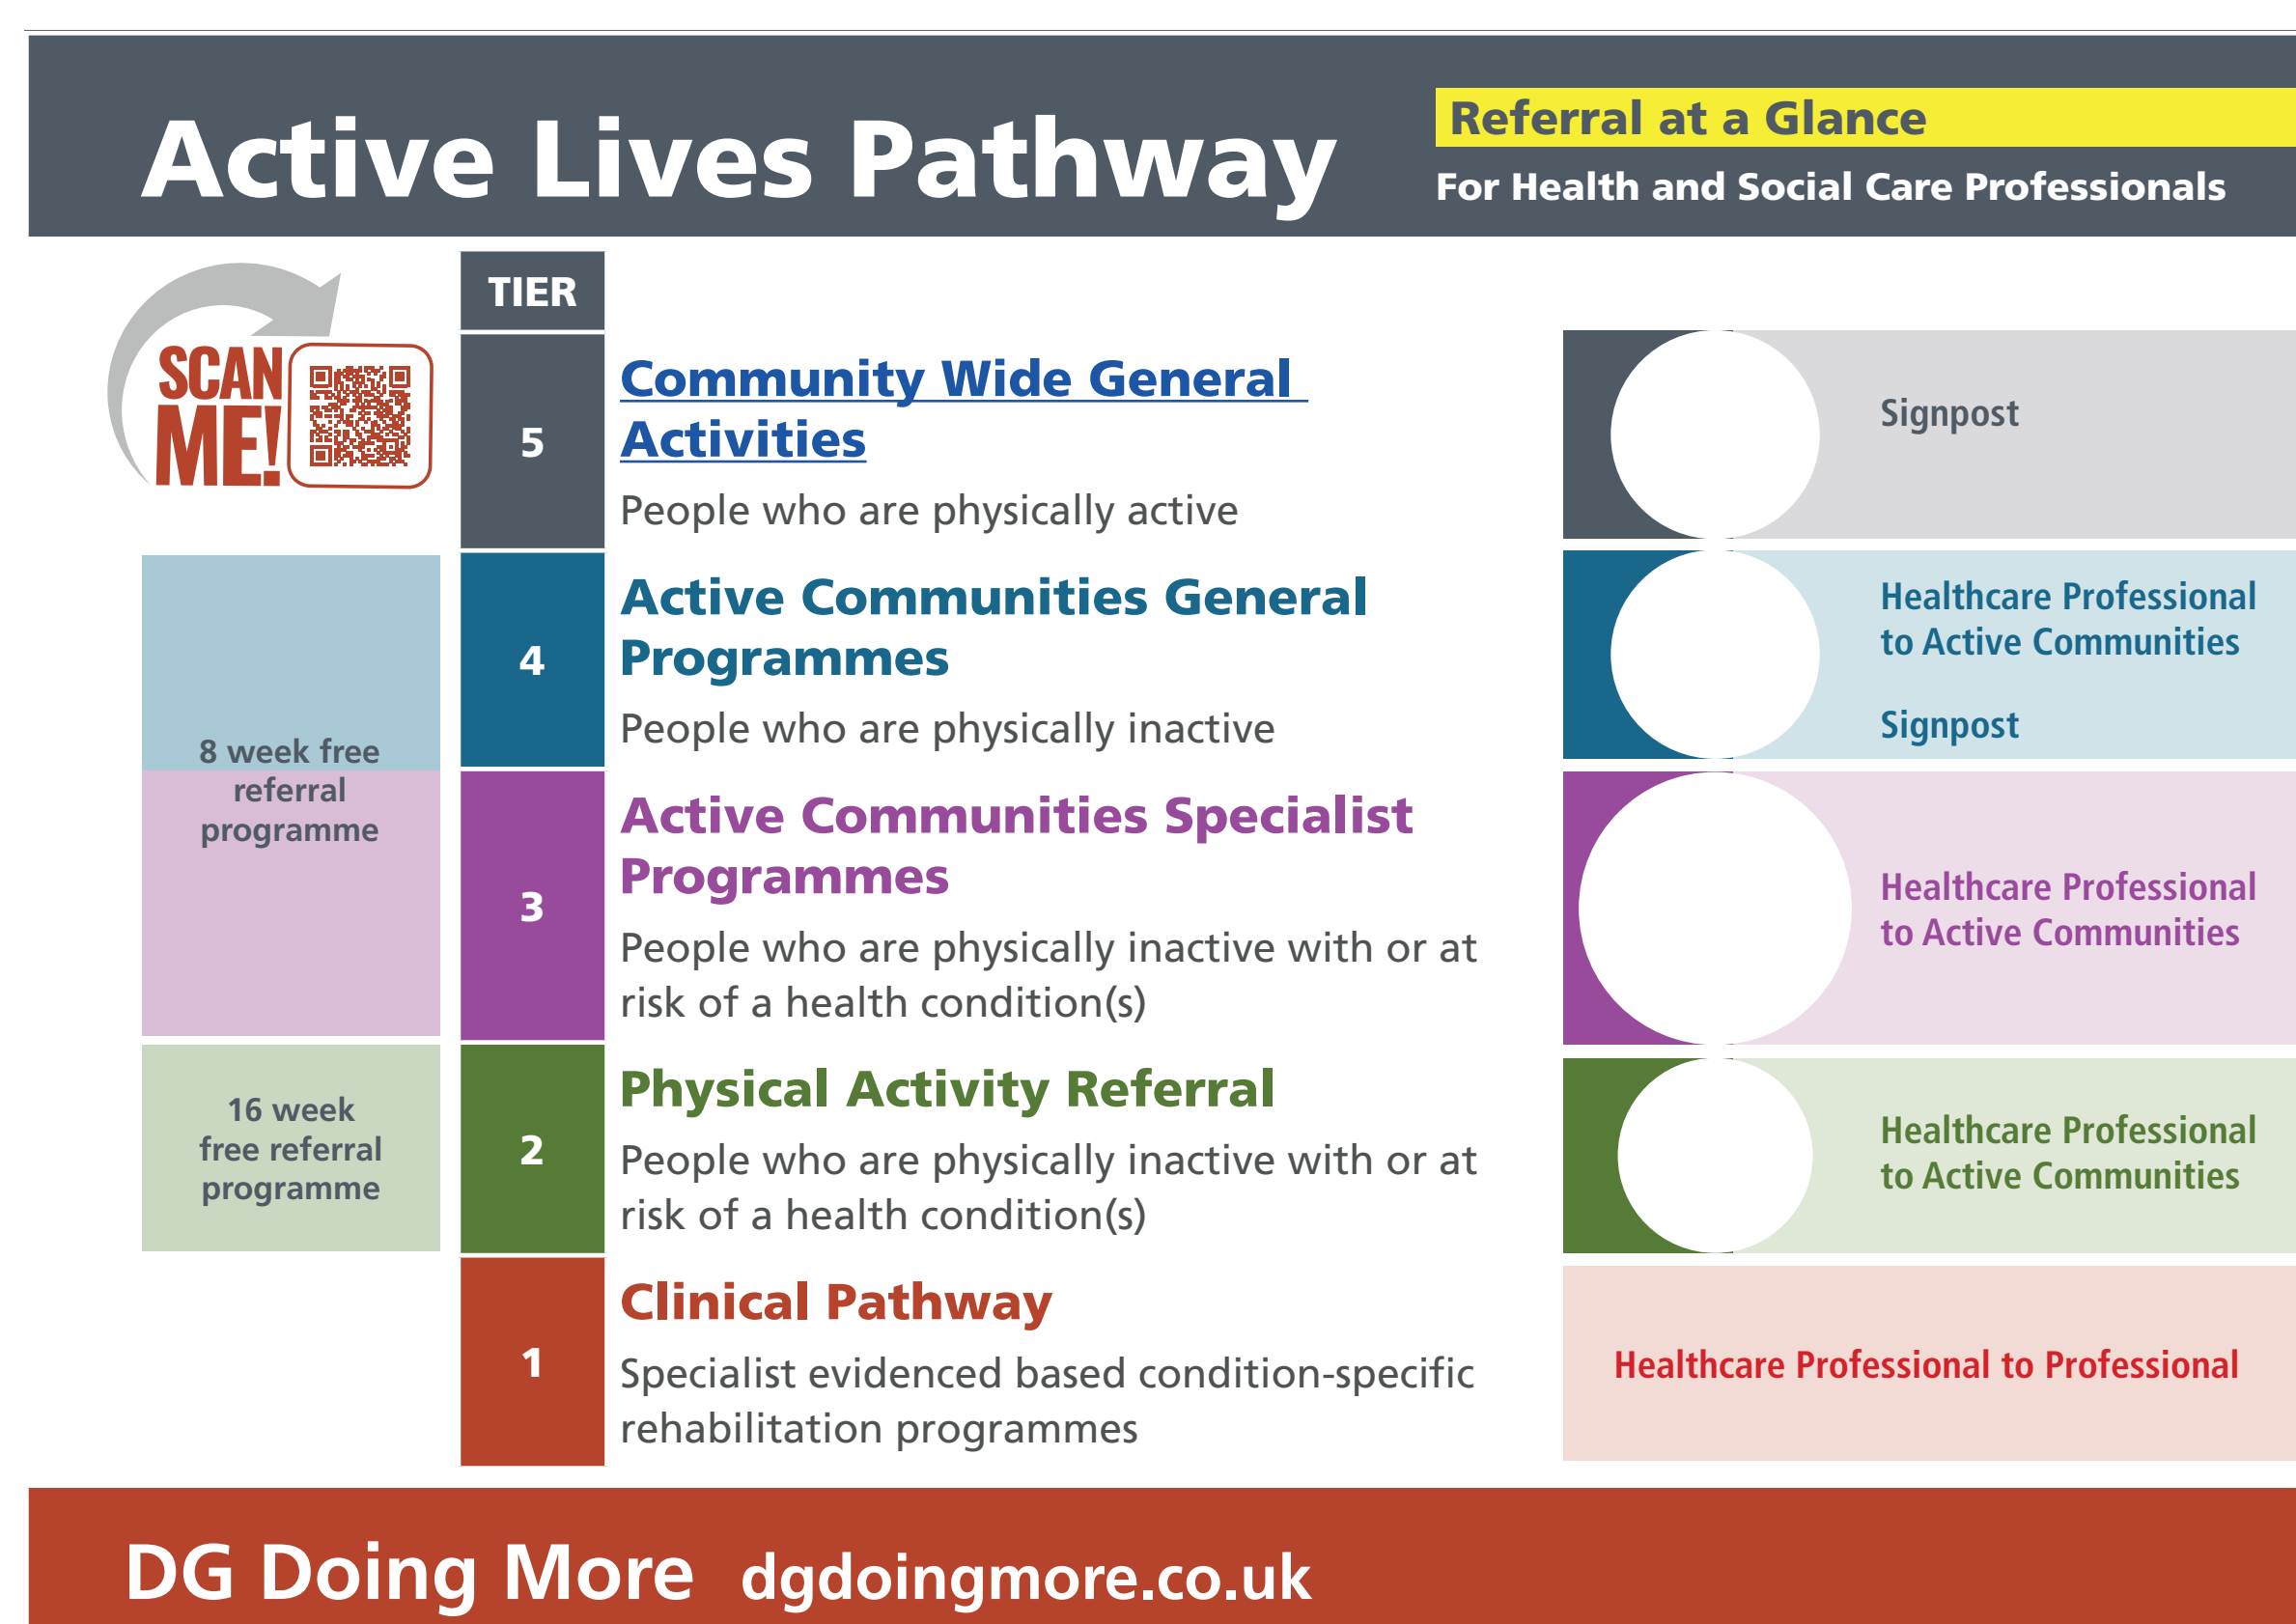 Active Lives Pathway
Referral at a Glance
For Health and Social Care Professionals
SCAN
ME!
TIER
5
Community Wide General
Activities
People who are physically active
Signpost
8 week free
referral
programme
4
Active Communities General
Programmes
People who are physically inactive
Healthcare Professional
to Active Communities
Signpost
3
Active Communities Specialist
Programmes
People who are physically inactive with or at
risk of a health condition(s)
Healthcare Professional
to Active Communities
16 week
free referral
programme
2
Physical Activity Referral
People who are physically inactive with or at
risk of a health condition(s)
Healthcare Professional
to Active Communities
1
Clinical Pathway
Specialist evidenced based condition-specific
rehabilitation programmes
Healthcare Professional to Professional
DG Doing More dgdoingmore.co.uk